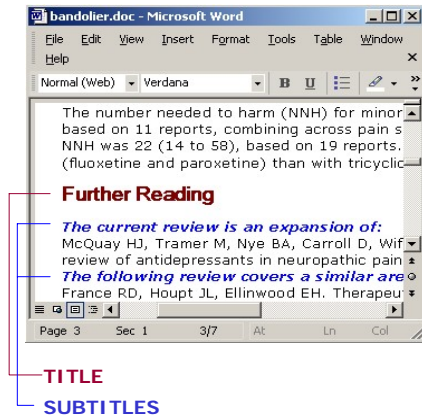 bandolier.doc - Microsoft Word
File Edit View Insert Format Tools Table Window
Help
Normal (Web) Verdana B U
The number needed to harm (NNH) for minor
based on 11 reports, combining across pain s
NNH was 22 (14 to 58), based on 19 reports.
(fluoxetine and paroxetine) than with tricyclic
Further Reading
The current review is an expansion of:
McQuay HJ, Tramer M, Nye BA, Carroll D, Wif
review of antidepressants in neuropathic pain
The following review covers a similar are
France RD, Houpt JL, Ellinwood EH. Therapeu
Page 3 Sec 1 3/7 At Ln Col
TITLE
SUBTITLES